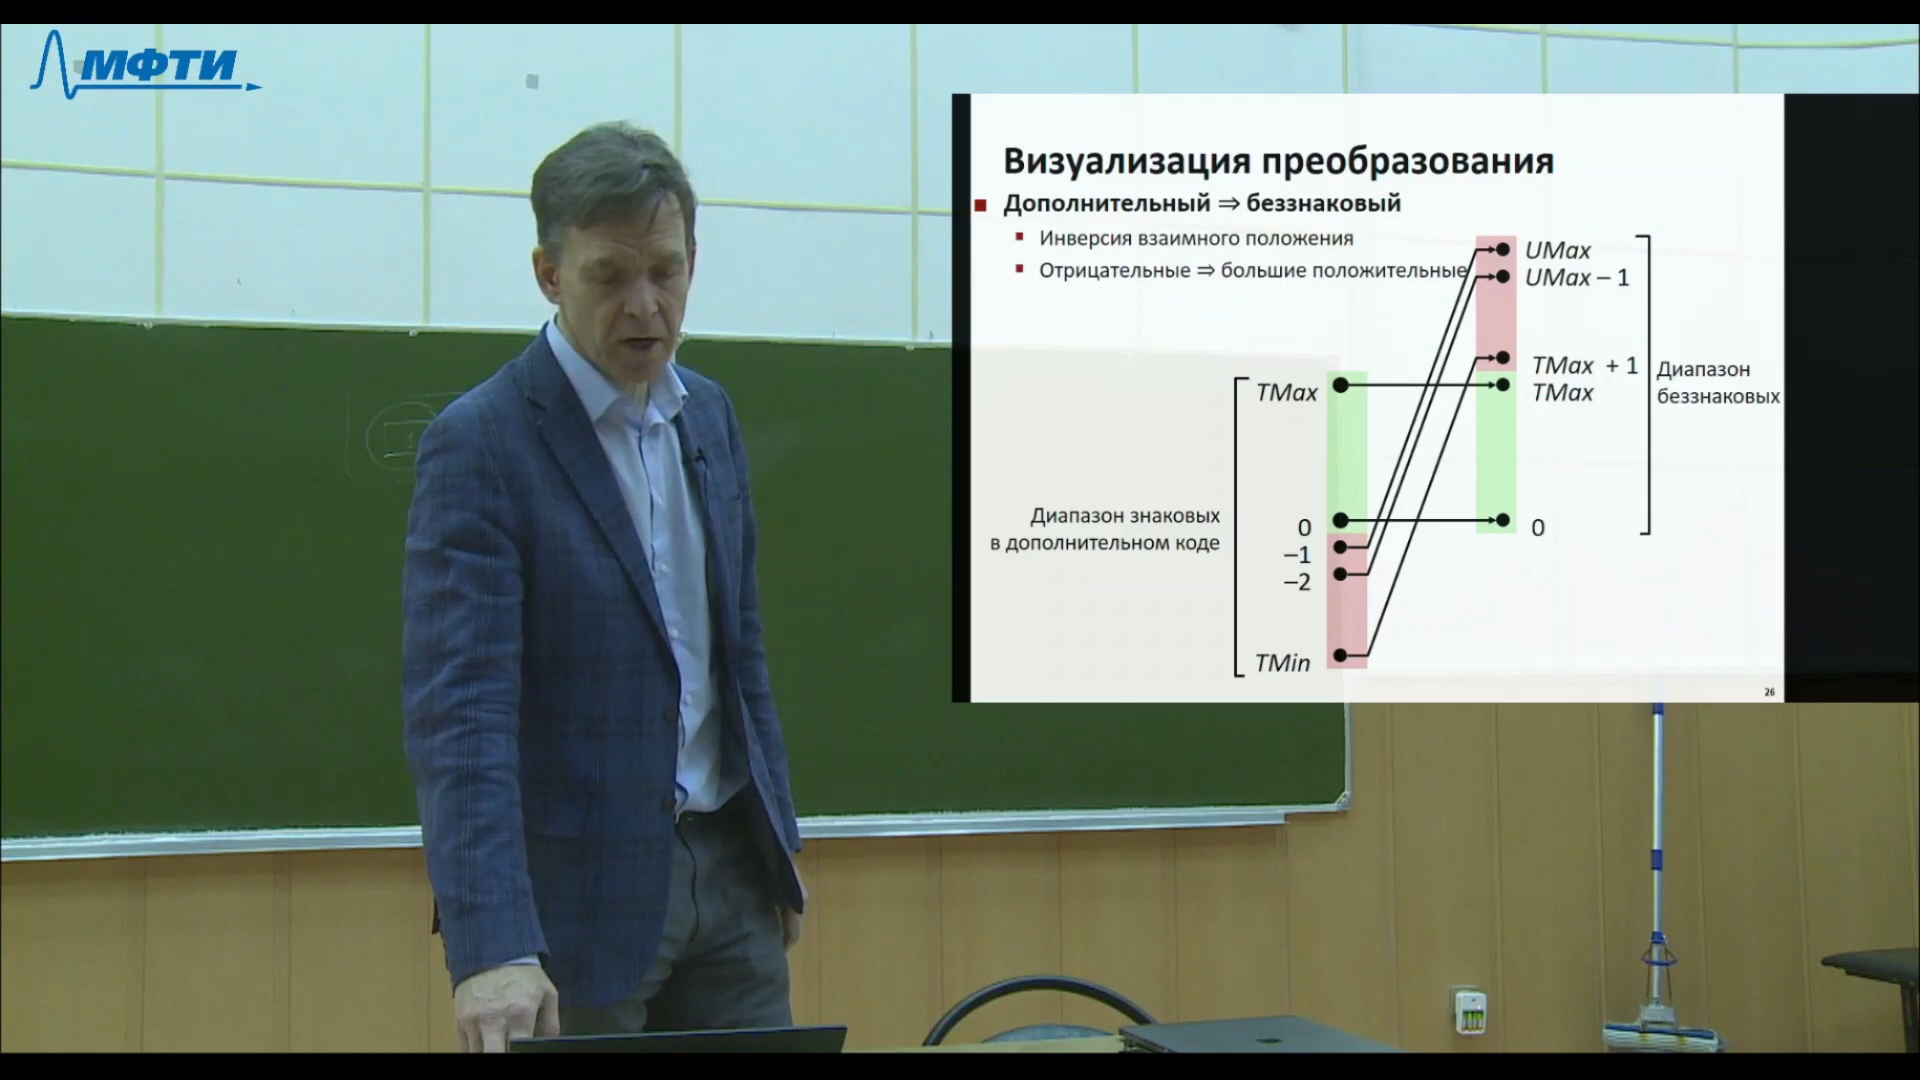 МФТИ
Визуализация преобразования
Дополнительный ⇒ беззнаковый
Инверсия взаимного положения
Отрицательные ⇒ большие положительные
UMax
UMax – 1
TMax + 1
TMax
0
Диапазон
беззнаковых
TMax
0
–1
–2
TMin
Диапазон знаковых
в дополнительном коде
26